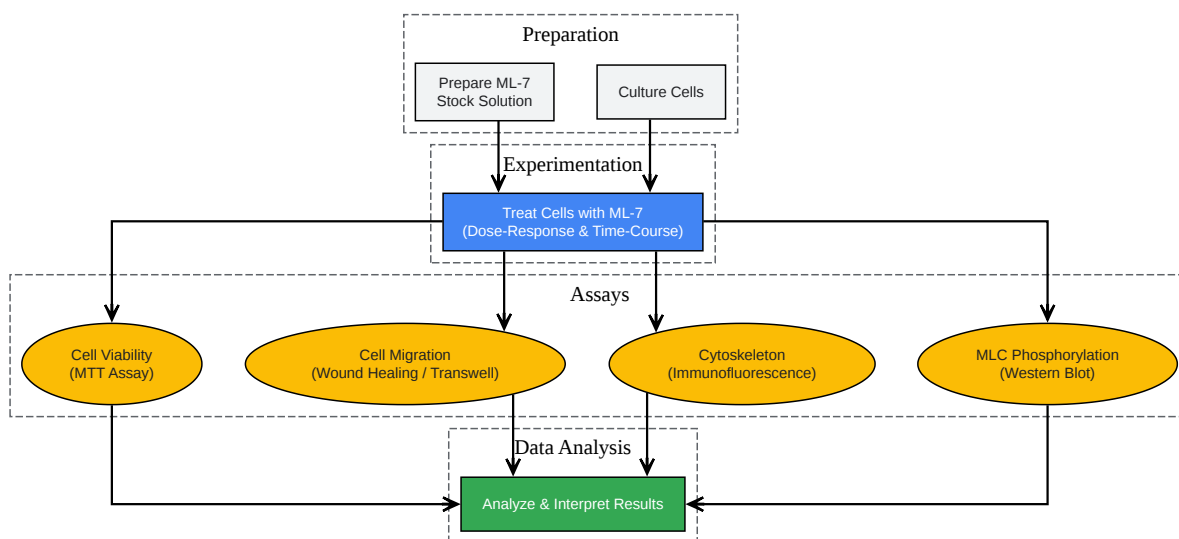 Preparation
Prepare ML-7
Stock Solution
Culture Cells
Experimentation
Treat Cells with ML-7
(Dose-Response & Time-Course)
Assays
Cell Viability
(MTT Assay)
Cell Migration
(Wound Healing / Transwell)
Cytoskeleton
(Immunofluorescence)
MLC Phosphorylation
(Western Blot)
Data Analysis
Analyze & Interpret Results